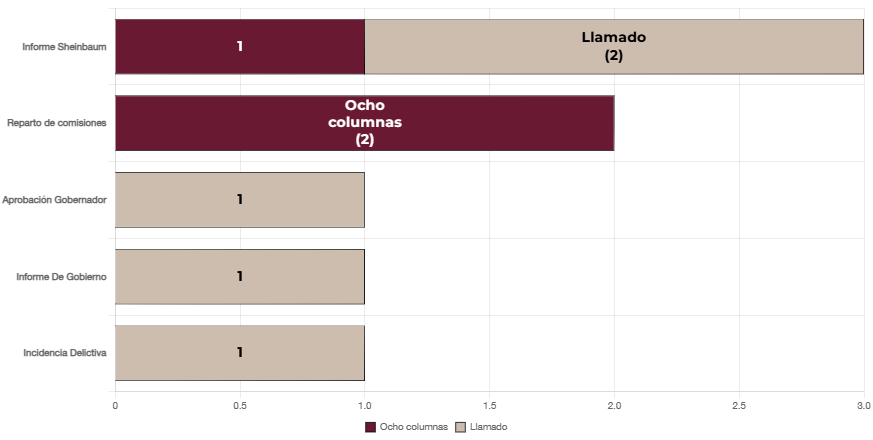 Informe Sheinbaum
1
Llamado
(2)
Reparto de comisiones
Ocho
columnas
(2)
Aprobación Gobernador
1
Informe De Gobierno
1
Incidencia Delictiva
1
0 0.5 1.0 1.5 2.0 2.5 3.0
Ocho columnas Llamado